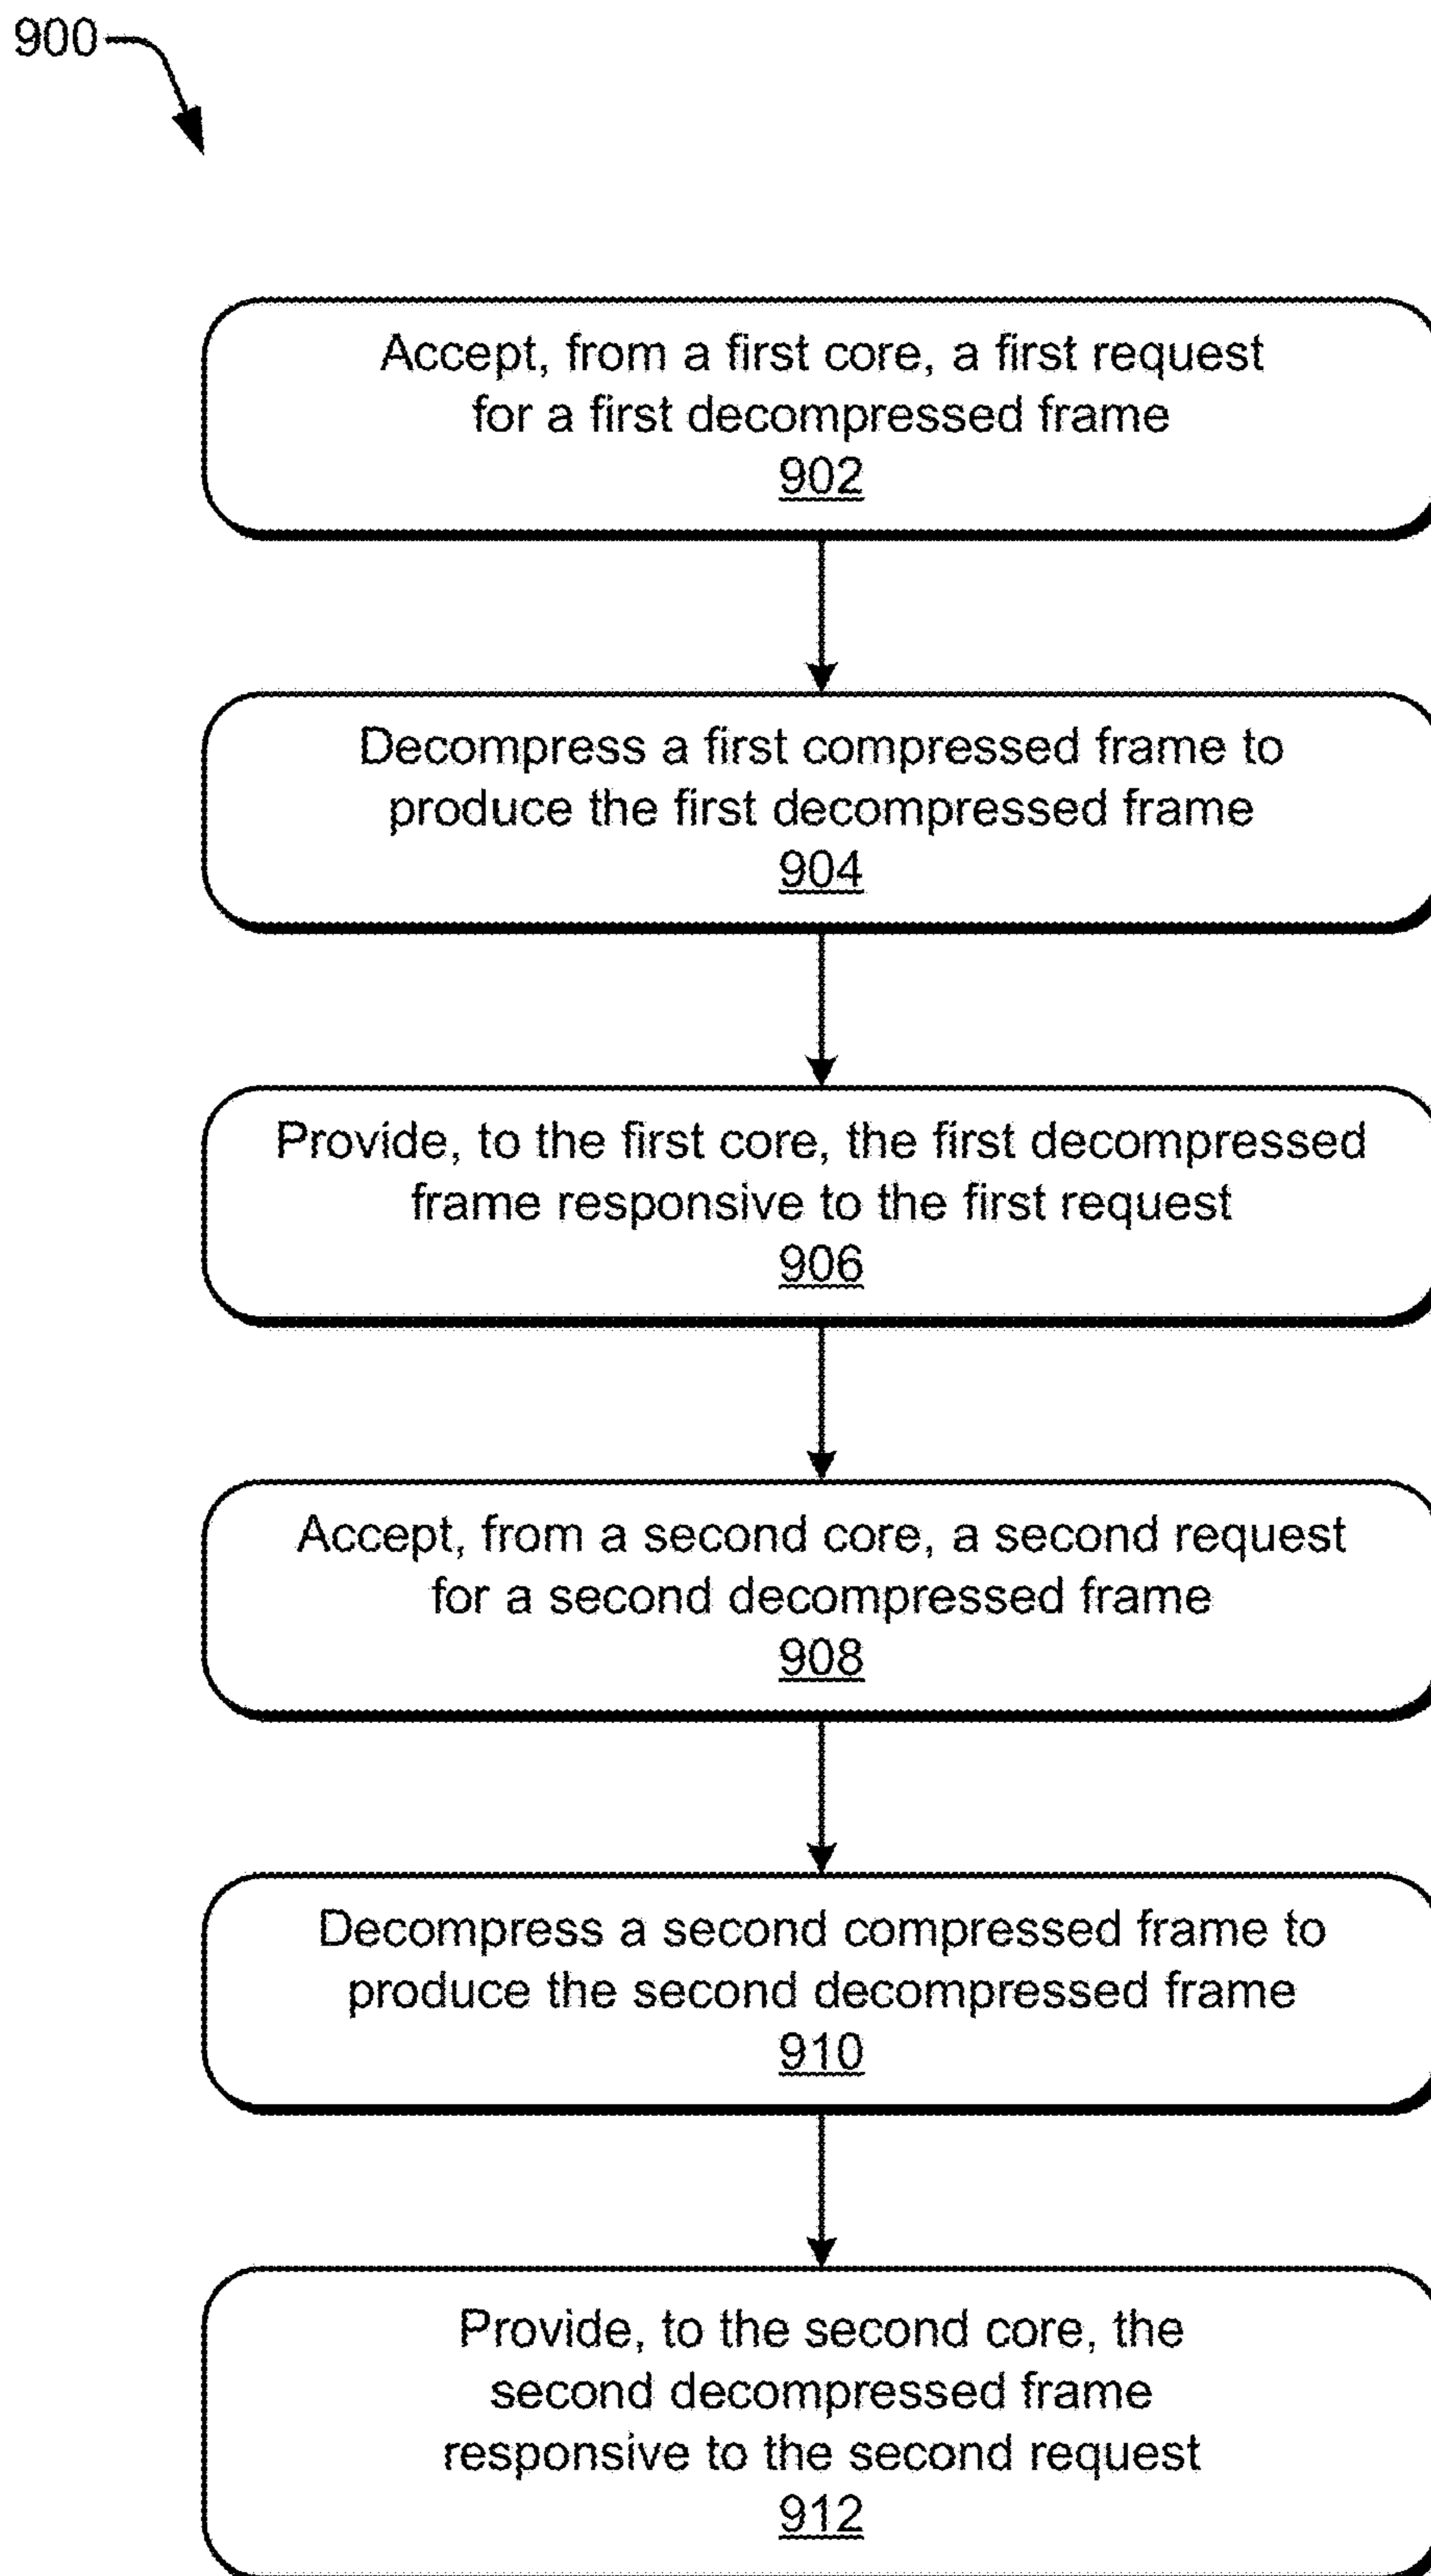 900
Accept, from a first core, a first request
for a first decompressed frame
902
Decompress a first compressed frame to
produce the first decompressed frame
904
Provide, to the first core, the first decompressed
frame responsive to the first request
906
Accept, from a second core, a second request
for a second decompressed frame
908
Decompress a second compressed frame to
produce the second decompressed frame
910
Provide, to the second core, the
second decompressed frame
responsive to the second request
912